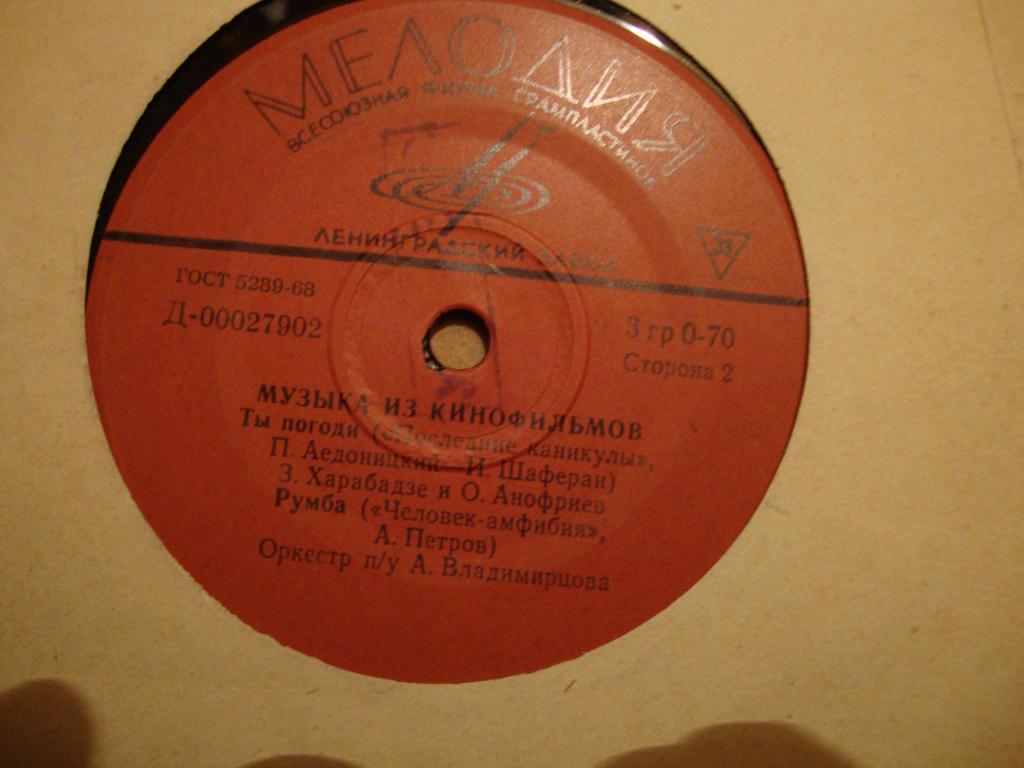 МЕЛОДИЯ
ВСЕСОЮЗНАЯ ФИРМА ГРАМПЛАСТИНОК
ЛЕНИНГРАДСКИЙ ЗАВОД
Л
ГОСТ 5289-68
Д-00027902
3 гр 0-70
Сторона 2
МУЗЫКА ИЗ КИНОФИЛЬМОВ
Ты погоди («Последние каникулы»,
П. Аедоницкий - И. Шаферан)
З. Харабадзе и О. Анофриев
Румба («Человек-амфибия»,
А. Петров)
Оркестр п/у А. Владимирцова